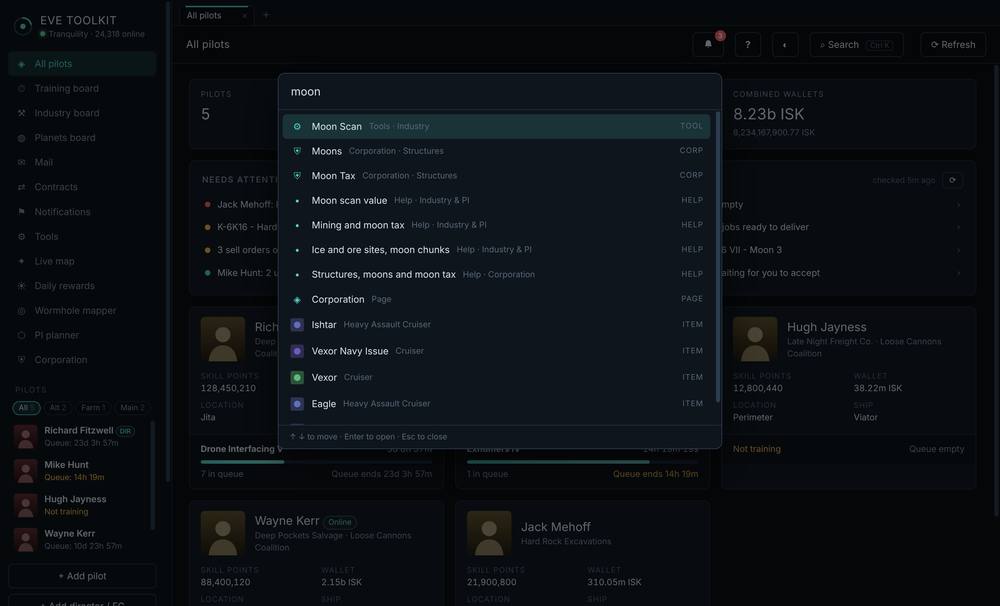 EVE TOOLKIT
Tranquility · 24,318 online
All pilots
Training board
Industry board
Planets board
Mail
Contracts
Notifications
Tools
Live map
Daily rewards
Wormhole mapper
PI planner
Corporation
PILOTS
All 5 Alt 2 Farm 1 Main 2
Richard Fitzwell DIR
Queue: 23d 3h 57m
Mike Hunt
Queue: 14h 19m
Hugh Jayness
Not training
Wayne Kerr
Queue: 10d 23h 57m
+ Add pilot
+ Add director / FC
All pilots × +
All pilots
3
? Search Ctrl K Refresh
PILOTS
5
COMBINED WALLETS
8.23b ISK
8,234,167,900.77 ISK
moon
Moon Scan Tools · Industry TOOL
Moons Corporation · Structures CORP
Moon Tax Corporation · Structures CORP
Moon scan value Help · Industry & PI HELP
Mining and moon tax Help · Industry & PI HELP
Ice and ore sites, moon chunks Help · Industry & PI HELP
Structures, moons and moon tax Help · Corporation HELP
Corporation Page PAGE
Ishtar Heavy Assault Cruiser ITEM
Vexor Navy Issue Cruiser ITEM
Vexor Cruiser ITEM
Eagle Heavy Assault Cruiser ITEM
↑ ↓ to move · Enter to open · Esc to close
NEEDS ATTENTI
checked 5m ago
Jack Mehoff:
mpty
K-6K16 - Hard
jobs ready to deliver
3 sell orders o
6 VII - Moon 3
Mike Hunt: 2 u
aiting for you to accept
Rich
Deep
Coalit
SKILL POINTS
128,450,210
LOCATION
Jita
Drone Interfacing V
7 in queue Queue ends 23d 3h 57m
1 in queue Queue ends 14h 19m
Hugh Jayness
Late Night Freight Co. · Loose Cannons
Coalition
SKILL POINTS WALLET
12,800,440 38.22m ISK
LOCATION SHIP
Perimeter Viator
Not training Queue empty
Wayne Kerr Online
Deep Pockets Salvage · Loose Cannons
Coalition
SKILL POINTS WALLET
88,400,120 2.15b ISK
LOCATION SHIP
Jack Mehoff
Hard Rock Excavations
SKILL POINTS WALLET
21,900,800 310.05m ISK
LOCATION SHIP